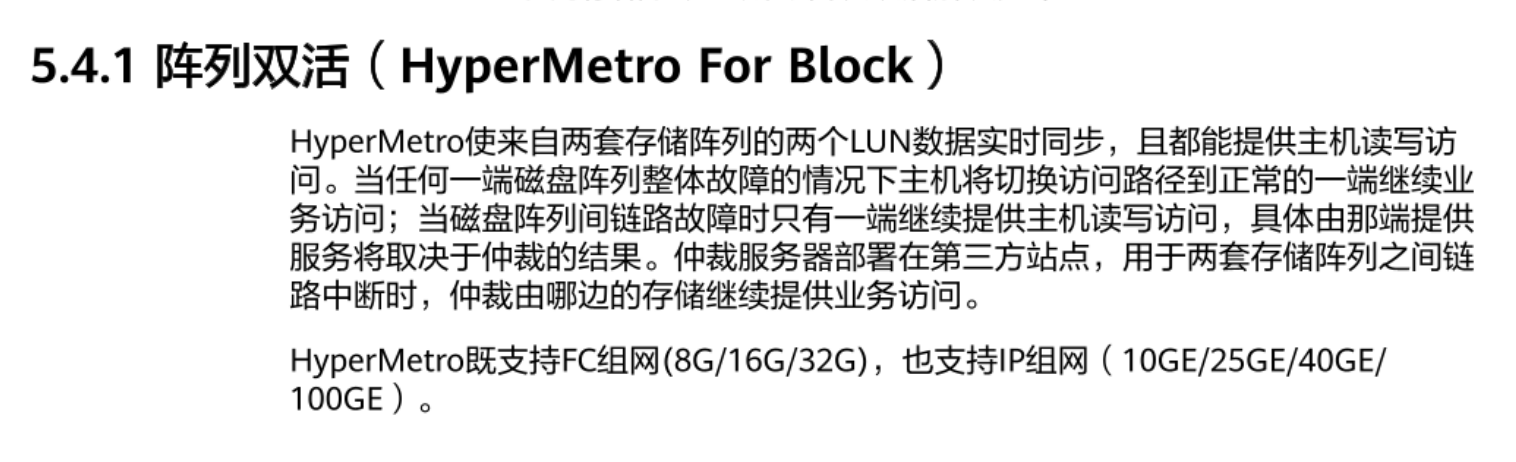 5.4.1 阵列双活（HyperMetro For Block）
HyperMetro使来自两套存储阵列的两个LUN数据实时同步，且都能提供主机读写访
问。当任何一端磁盘阵列整体故障的情况下主机将切换访问路径到正常的一端继续业
务访问；当磁盘阵列间链路故障时只有一端继续提供主机读写访问，具体由那端提供
服务将取决于仲裁的结果。仲裁服务器部署在第三方站点，用于两套存储阵列之间链
路中断时，仲裁由哪边的存储继续提供业务访问。
HyperMetro既支持FC组网(8G/16G/32G)，也支持IP组网（10GE/25GE/40GE/
100GE）。